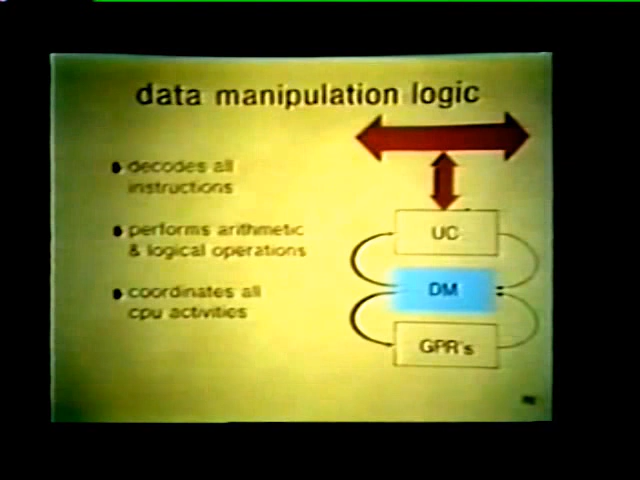 data manipulation logic
decodes all
instructions
performs arithmetic
& logical operations
coordinates all
cpu activities
UC
DM
GPR's